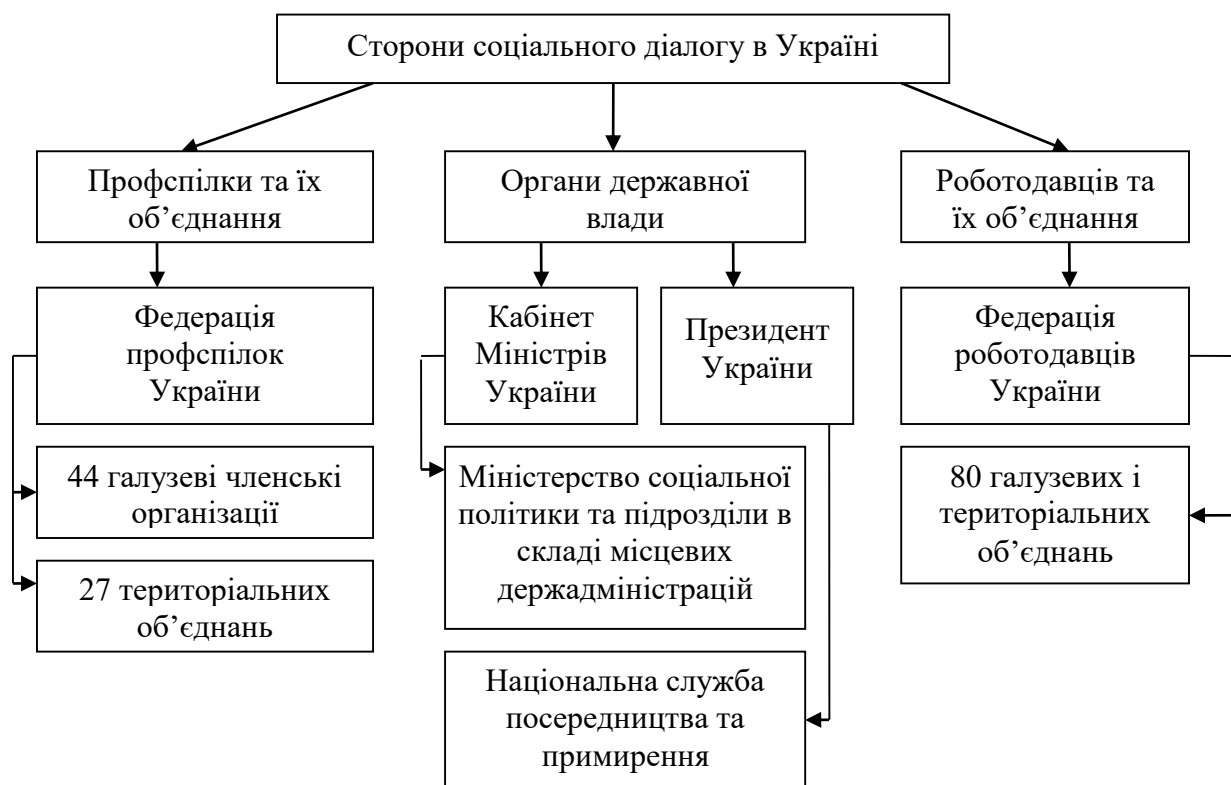 Сторони соціального діалогу в Україні
Профспілки та їх
об’єднання
Органи державної
влади
Роботодавців та
їх об’єднання
Федерація
профспілок
України
Кабінет
Міністрів
України
Президент
України
Федерація
роботодавців
України
44 галузеві членські
організації
27 територіальних
об’єднань
Міністерство соціальної
політики та підрозділи в
складі місцевих
держадміністрацій
Національна служба
посередництва та
примирення
80 галузевих і
територіальних
об’єднань